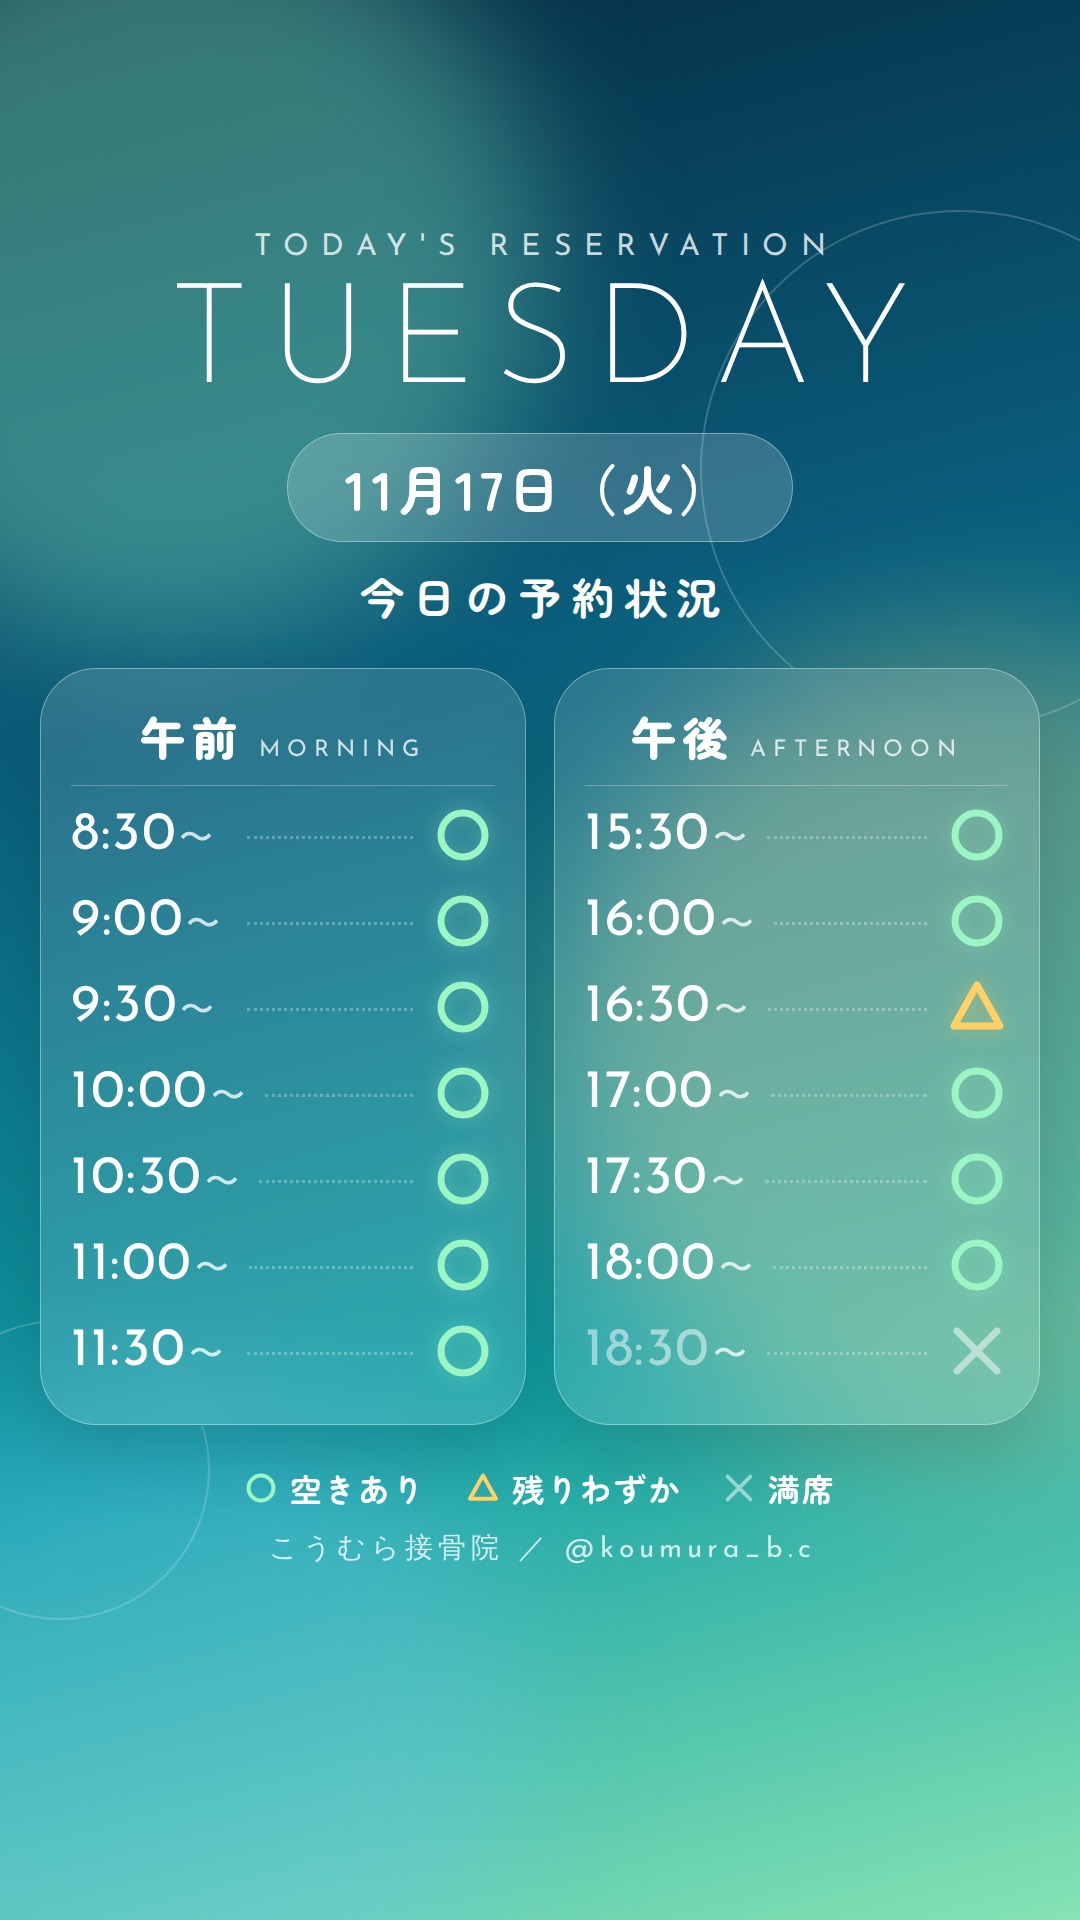 TODAY'S RESERVATION
TUESDAY
11月17日（火）
今日の予約状況
午前 MORNING
8:30〜 ○
9:00〜 ○
9:30〜 ○
10:00〜 ○
10:30〜 ○
11:00〜 ○
11:30〜 ○
午後 AFTERNOON
15:30〜 ○
16:00〜 ○
16:30〜 △
17:00〜 ○
17:30〜 ○
18:00〜 ○
18:30〜 ×
○ 空きあり △ 残りわずか × 満席
こうむら接骨院 ／ @koumura_b.c